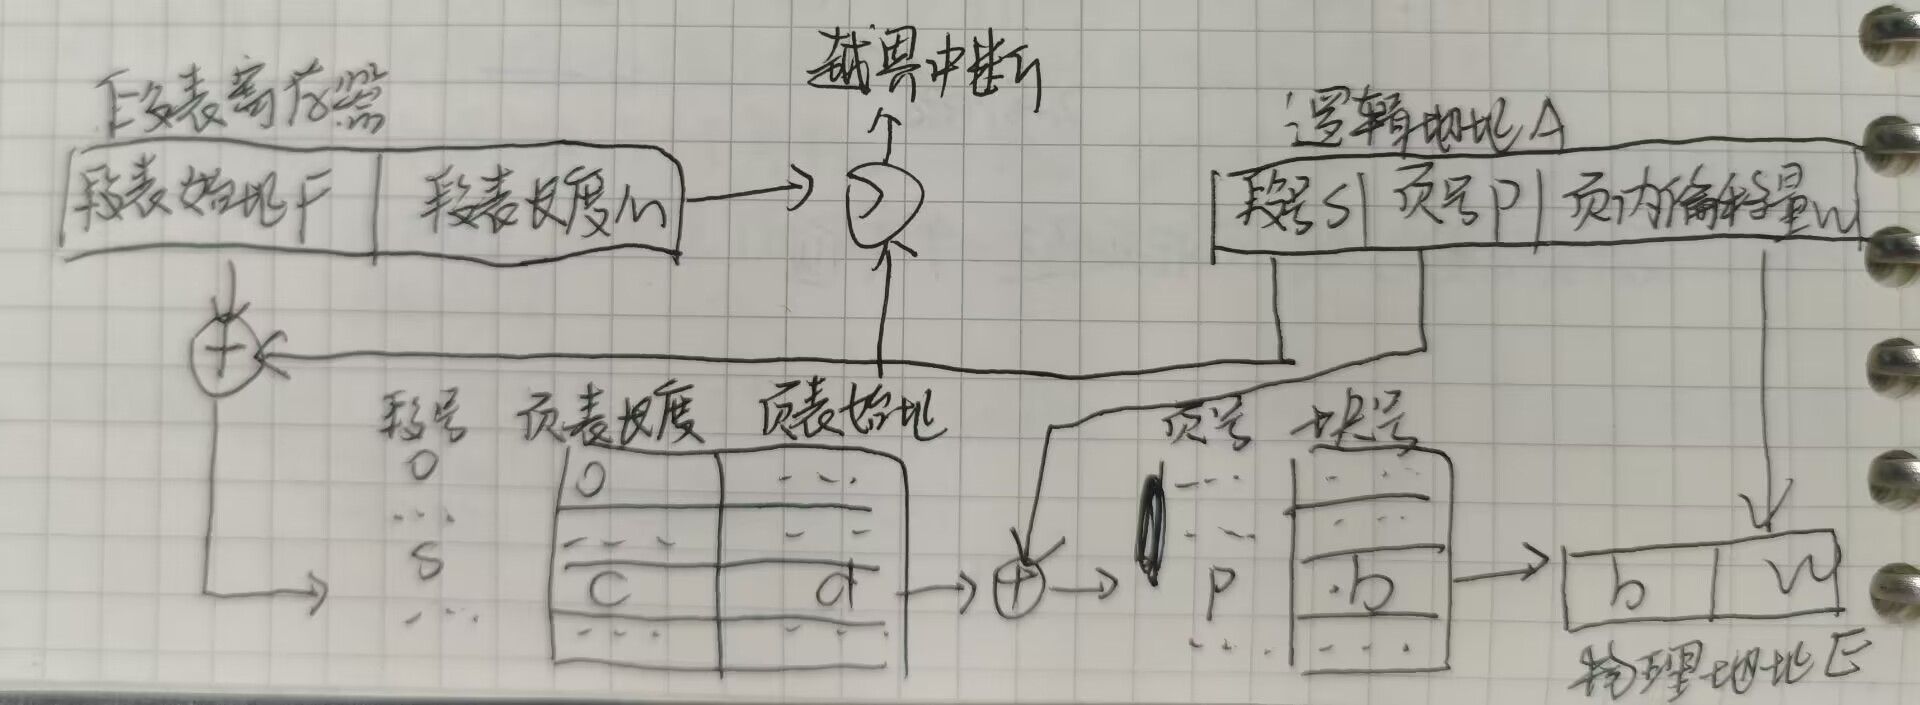 越界中断
段表寄存器
逻辑地址A
段表始址F 段表长度M
段号S 页号P 页内偏移量W
+
段号 页表长度 页表始址
页号 块号
0 0 ...
... ... ...
S C d
... ... ...
+
... ...
... ...
P .b
... ...
b W
物理地址E